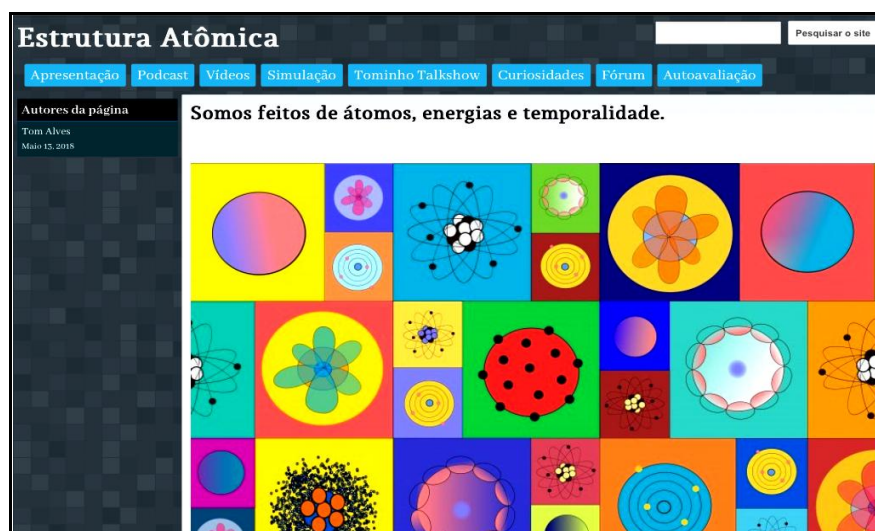 Estrutura Atômica
Pesquisar o site
Apresentação Podcast Vídeos Simulação Tominho Talkshow Curiosidades Fórum Autoavaliação
Autores da página
Tom Alves
Maio 13, 2018
Somos feitos de átomos, energias e temporalidade.